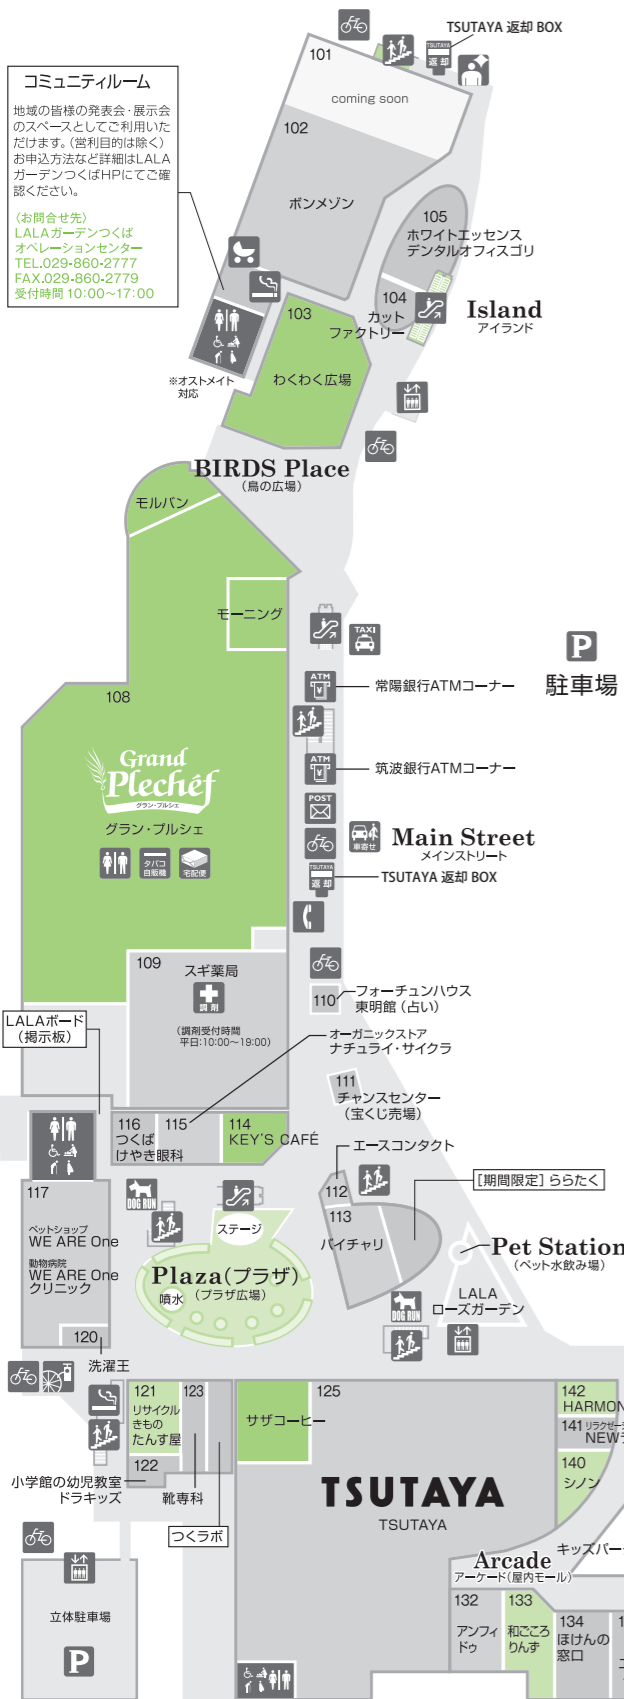 TSUTAYA 返却 BOX
TSUTAYA
返却
101
coming soon
コミュニティルーム
地域の皆様の発表会・展示会
のスペースとしてご利用いた
だけます。(営利目的は除く)
お申込方法など詳細はLALA
ガーデンつくばHPにてご確
認ください。
〈お問合せ先〉
LALAガーデンつくば
オペレーションセンター
TEL.029-860-2777
FAX.029-860-2779
受付時間 10:00~17:00
102
ボンメゾン
105
ホワイトエッセンス
デンタルオフィスゴリ
104
カット
ファクトリー
Island
アイランド
103
わくわく広場
※オストメイト
対応
BIRDS Place
(鳥の広場)
モルバン
モーニング
TAXI
P
駐車場
108
ATM
常陽銀行ATMコーナー
Grand
Plechéf
グラン・プルシェ
グラン・プルシェ
ATM
筑波銀行ATMコーナー
POST
車寄せ
Main Street
メインストリート
タバコ
自販機
宅配便
TSUTAYA
返却
TSUTAYA 返却 BOX
109
スギ薬局
調剤
(調剤受付時間
平日:10:00~19:00)
110
フォーチュンハウス
東明館(占い)
LALAボード
(掲示板)
オーガニックストア
ナチュライ・サイクラ
111
チャンスセンター
(宝くじ売場)
116
つくば
けやき眼科
115
114
KEY'S CAFÉ
エースコンタクト
112
[期間限定] ららたく
117
ペットショップ
WE ARE One
動物病院
WE ARE One
クリニック
DOG RUN
ステージ
113
バイチャリ
Plaza(プラザ)
(プラザ広場)
噴水
Pet Station
(ペット水飲み場)
LALA
ローズガーデン
DOG RUN
120
洗濯王
121
リサイクル
きもの
たんす屋
123
サザコーヒー
125
142
HARMON
141
リラクゼー
NEW
140
シノン
122
小学館の幼児教室
ドラキッズ
靴専科
つくラボ
TSUTAYA
TSUTAYA
キッズパー
Arcade
アーケード(屋内モール)
立体駐車場
P
132
アンフィ
ドゥ
133
和ごころ
りんず
134
ほけんの
窓口